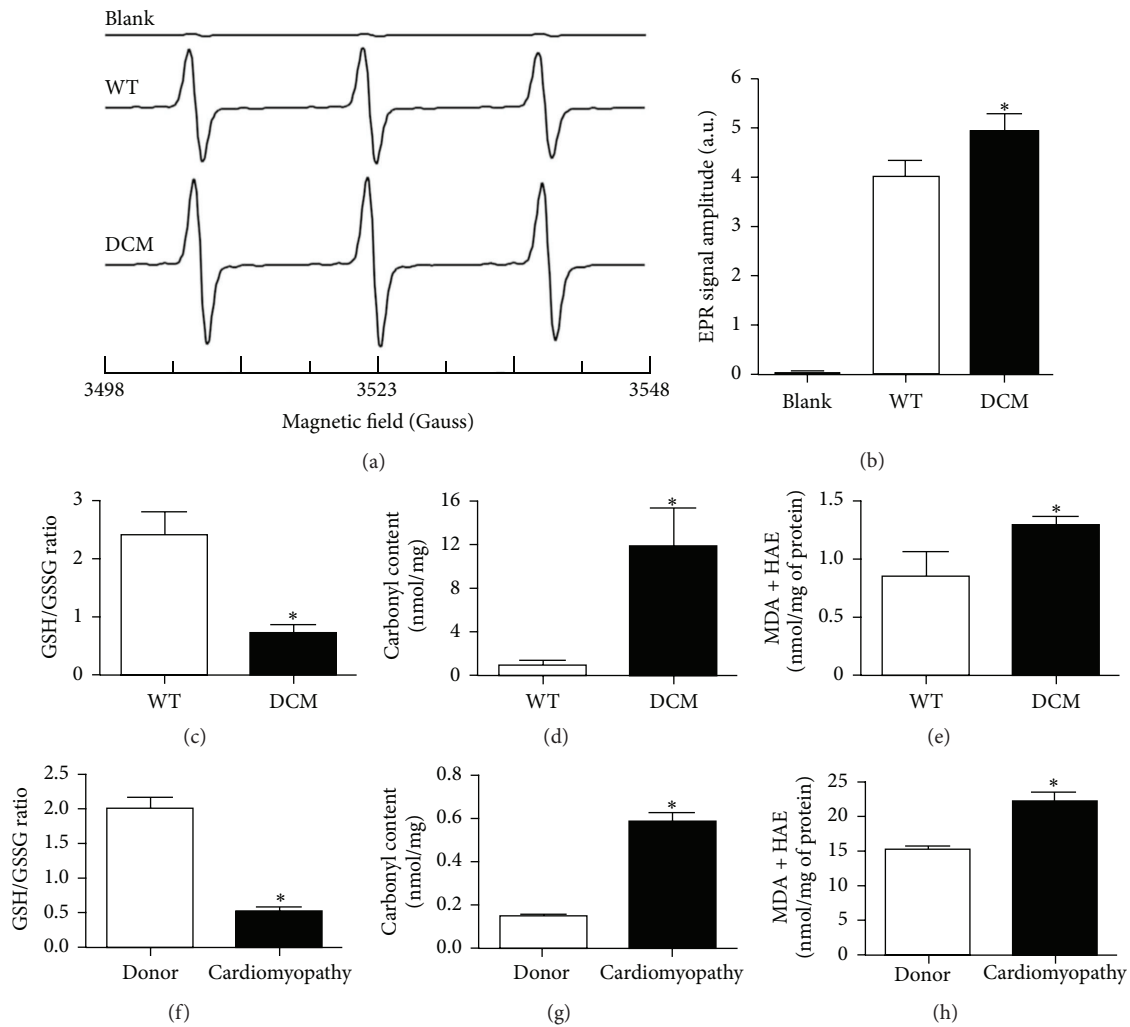 Blank
WT
DCM
3498
3523
3548
Magnetic field (Gauss)
(a)
EPR signal amplitude (a.u.)
6
5
4
3
2
1
0
*
Blank
WT
DCM
(b)
GSH/GSSG ratio
3
2
1
0
*
WT
DCM
(c)
Carbonyl content
(nmol/mg)
16
12
8
4
0
*
WT
DCM
(d)
MDA + HAE
(nmol/mg of protein)
1.5
1.0
0.5
0
*
WT
DCM
(e)
GSH/GSSG ratio
2.5
2.0
1.5
1.0
0.5
0.0
*
Donor
Cardiomyopathy
(f)
Carbonyl content
(nmol/mg)
0.8
0.6
0.4
0.2
0.0
*
Donor
Cardiomyopathy
(g)
MDA + HAE
(nmol/mg of protein)
25
20
15
10
5
0
*
Donor
Cardiomyopathy
(h)